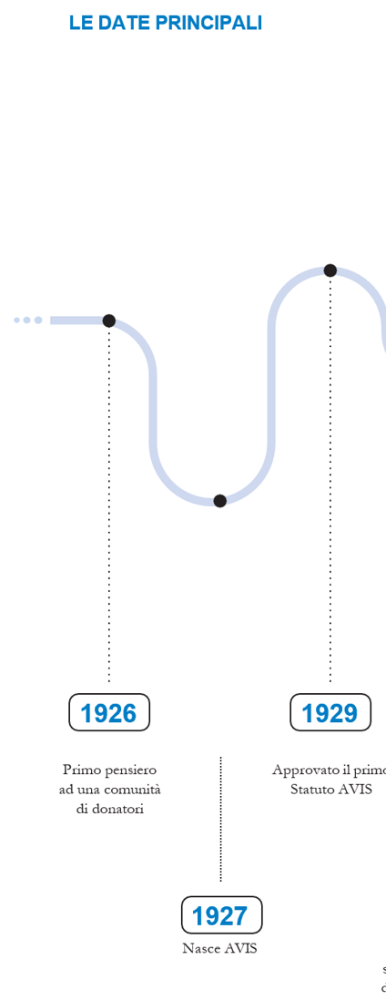 LE DATE PRINCIPALI
1926
Primo pensiero
ad una comunità
di donatori
1929
Approvato il primo
Statuto AVIS
1927
Nasce AVIS